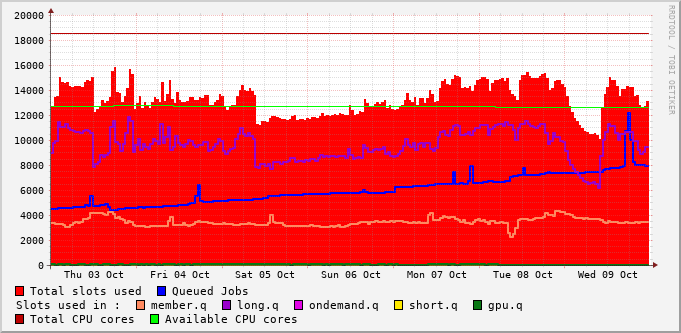 20000
18000
16000
14000
12000
10000
8000
6000
4000
2000
0
Thu 03 Oct Fri 04 Oct Sat 05 Oct Sun 06 Oct Mon 07 Oct Tue 08 Oct Wed 09 Oct
Total slots used Queued Jobs
Slots used in : member.q long.q ondemand.q short.q gpu.q
Total CPU cores Available CPU cores
RRDTOOL / TOBI OETIKER